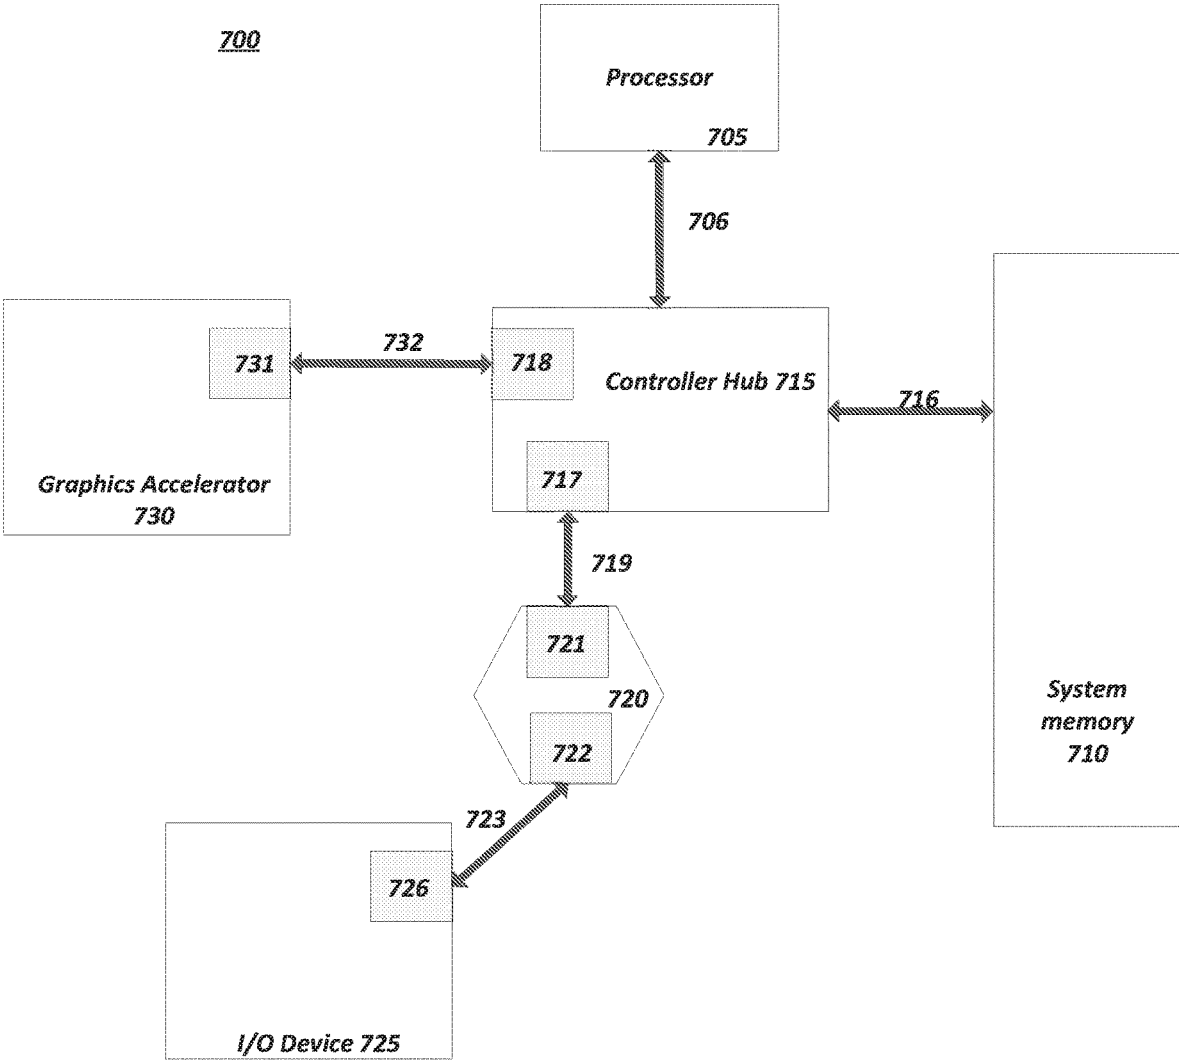 700
Processor
705
706
732
731
718
Controller Hub 715
716
717
Graphics Accelerator
730
719
721
720
System
memory
710
722
723
726
I/O Device 725